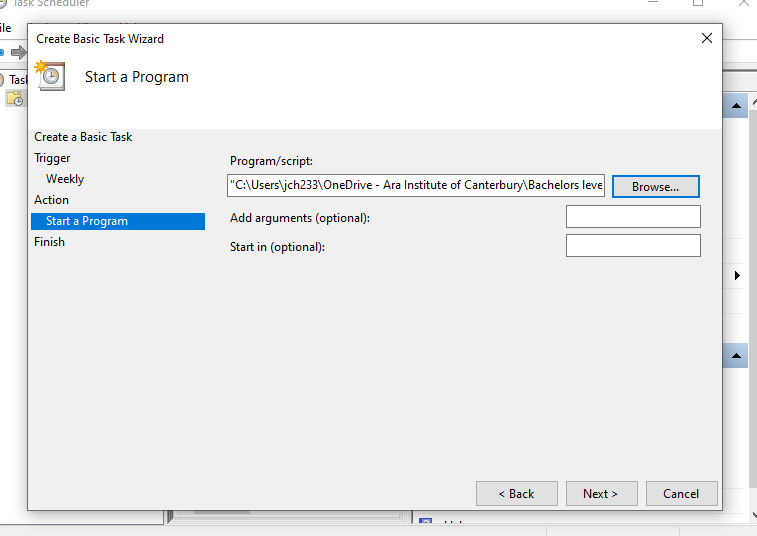 Task Scheduler
ile
Create Basic Task Wizard
Tas
Start a Program
Create a Basic Task
Trigger
Weekly
Action
Start a Program
Finish
Program/script:
"C:\Users\jch233\OneDrive - Ara Institute of Canterbury\Bachelors leve
Browse...
Add arguments (optional):
Start in (optional):
< Back
Next >
Cancel